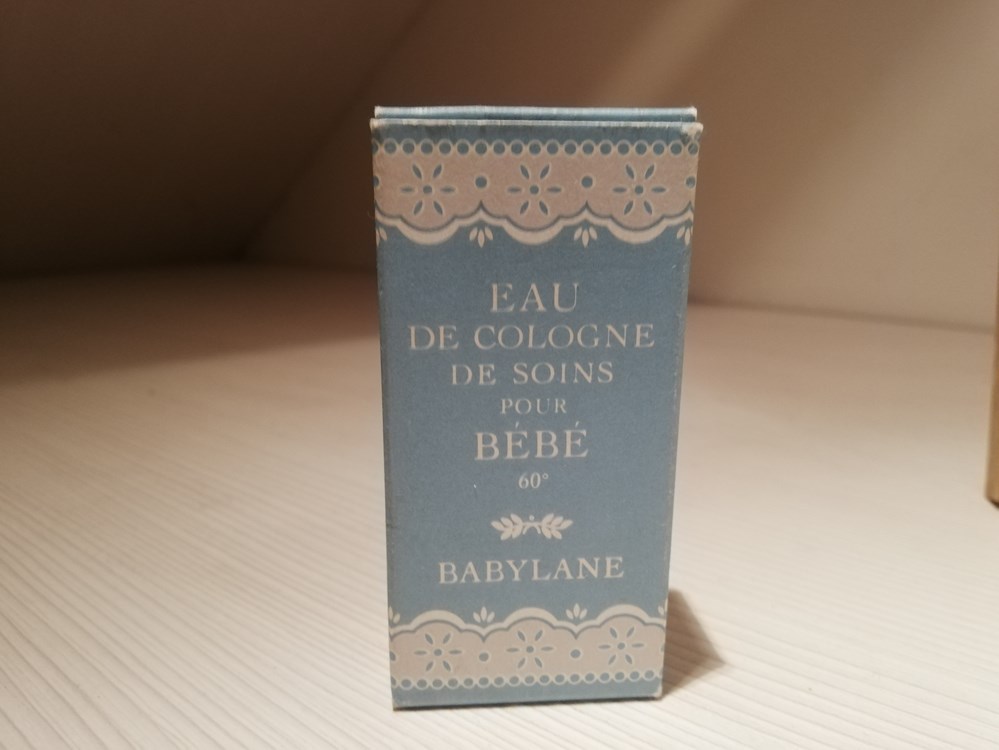 EAU
DE COLOGNE
DE SOINS
POUR
BÉBÉ
60°
BABYLANE